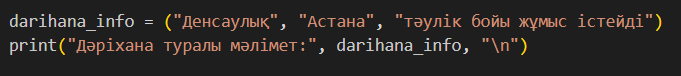 darihana_info = ("Денсаулық", "Астана", "тәулік бойы жұмыс істейді")
print("Дәріхана туралы мәлімет:", darihana_info, "\n")